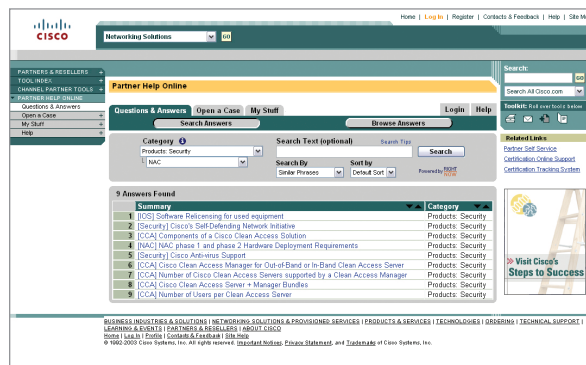 Home | Log In | Register | Contacts & Feedback | Help | Site M
CISCO
Networking Solutions
GO
Search:
GO
Search All Cisco.com
Toolkit: Roll over tools below
Related Links
Partner Self Service
Certification Online Support
Certification Tracking System
Visit Cisco's
Steps to Success
PARTNERS & RESELLERS +
TOOL INDEX +
CHANNEL PARTNER TOOLS +
PARTNER HELP ONLINE
Questions & Answers
Open a Case +
My Stuff +
Help +
Partner Help Online
Questions & Answers Open a Case My Stuff Login Help
Search Answers Browse Answers
Category Search Text (optional) Search Tips
Products: Security Search
NAC Search By Sort by
Similar Phrases Default Sort Powered by RIGHT NOW
9 Answers Found
Summary Category
1 [IOS] Software Relicensing for used equipment Products: Security
2 [Security] Cisco's Self-Defending Network Initiative Products: Security
3 [CCA] Components of a Cisco Clean Access Solution Products: Security
4 [NAC] NAC phase 1 and phase 2 Hardware Deployment Requirements Products: Security
5 [Security] Cisco Anti-virus Support Products: Security
6 [CCA] Cisco Clean Access Manager for Out-of-Band or In-Band Clean Access Server Products: Security
7 [CCA] Number of Cisco Clean Access Servers supported by a Clean Access Manager Products: Security
8 [CCA] Cisco Clean Access Server + Manager Bundles Products: Security
9 [CCA] Number of Users per Clean Access Server Products: Security
BUSINESS INDUSTRIES & SOLUTIONS | NETWORKING SOLUTIONS & PROVISIONED SERVICES | PRODUCTS & SERVICES | TECHNOLOGIES | ORDERING | TECHNICAL SUPPORT |
LEARNING & EVENTS | PARTNERS & RESELLERS | ABOUT CISCO
Home | Log In | Profile | Contacts & Feedback | Site Help
© 1992-2003 Cisco Systems, Inc. All rights reserved. Important Notices, Privacy Statement, and Trademarks of Cisco Systems, Inc.